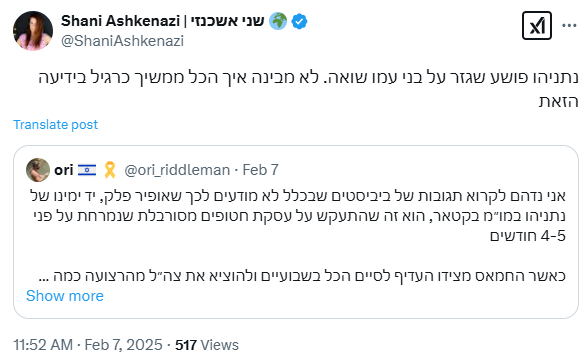 Shani Ashkenazi | שני אשכנזי 🌍
@ShaniAshkenazi
נתניהו פושע שגזר על בני עמו שואה. לא מבינה איך הכל ממשיך כרגיל בידיעה
הזאת
Translate post
ori 🇮🇱 🎗️ @ori_riddleman · Feb 7
אני נדהם לקרוא תגובות של ביביסטים שבכלל לא מודעים לכך שאופיר פלק, יד ימינו של
נתניהו במו״מ בקטאר, הוא זה שהתעקש על עסקת חטופים מסורבלת שנמרחת על פני
4-5 חודשים
כאשר החמאס מצידו העדיף לסיים הכל בשבועיים ולהוציא את צה״ל מהרצועה כמה ...
Show more
11:52 AM · Feb 7, 2025 · 517 Views